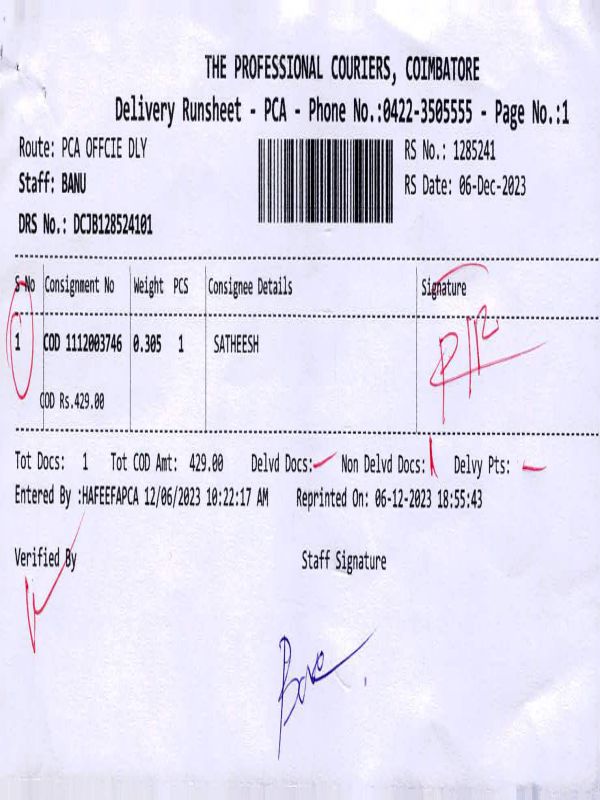 THE PROFESSIONAL COURIERS, COIMBATORE
Delivery Runsheet - PCA - Phone No.:0422-3505555 - Page No.:1
Route: PCA OFFCIE DLY RS No.: 1285241
Staff: BANU RS Date: 06-Dec-2023
DRS No.: DCJB128524101
S No Consignment No Weight PCS Consignee Details Signature
1 COD 1112003746 0.305 1 SATHEESH
COD Rs.429.00
Tot Docs: 1 Tot COD Amt: 429.00 Delvd Docs: Non Delvd Docs: Delvy Pts:
Entered By :HAFEEFAPCA 12/06/2023 10:22:17 AM Reprinted On: 06-12-2023 18:55:43
Verified By Staff Signature